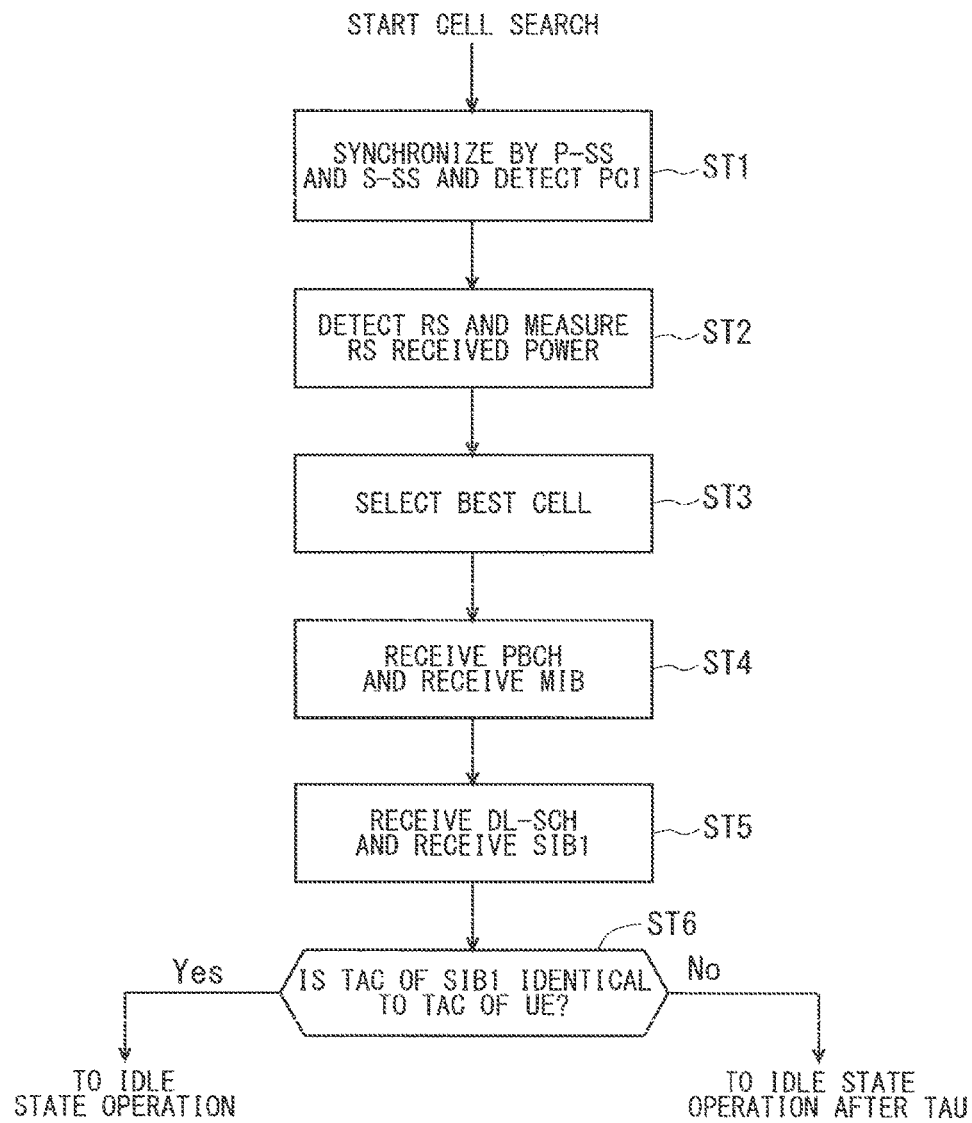 START CELL SEARCH
SYNCHRONIZE BY P-SS
AND S-SS AND DETECT PCI
ST1
DETECT RS AND MEASURE
RS RECEIVED POWER
ST2
SELECT BEST CELL
ST3
RECEIVE PBCH
AND RECEIVE MIB
ST4
RECEIVE DL-SCH
AND RECEIVE SIB1
ST5
ST6
Yes
IS TAC OF SIB1 IDENTICAL
TO TAC OF UE?
No
TO IDLE
STATE OPERATION
TO IDLE STATE
OPERATION AFTER TAU